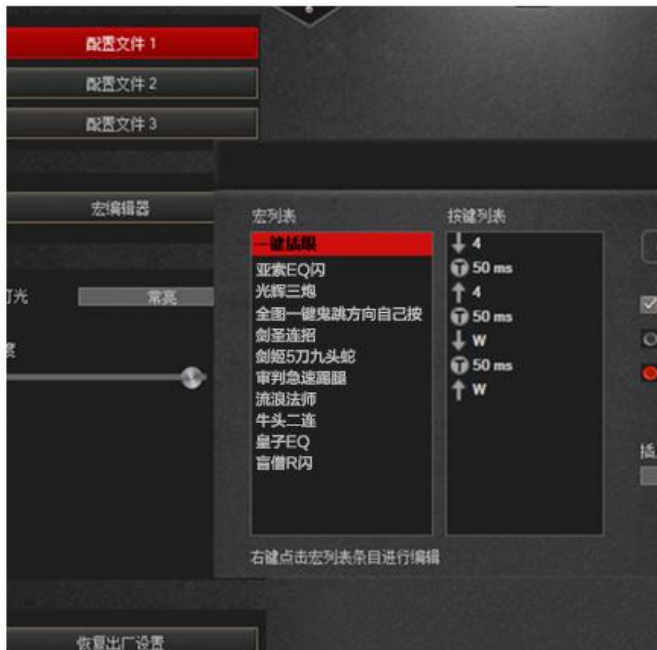 配置文件 1
配置文件 2
配置文件 3
宏编辑器
灯光
常亮
度
宏列表
按键列表
一键插眼
亚索EQ闪
光辉三炮
全图一键鬼跳方向自己按
剑圣连招
剑姬5刀九头蛇
审判急速踢腿
流浪法师
牛头二连
皇子EQ
盲僧R闪
4
50 ms
4
50 ms
W
50 ms
W
插
右键点击宏列表条目进行编辑
恢复出厂设置